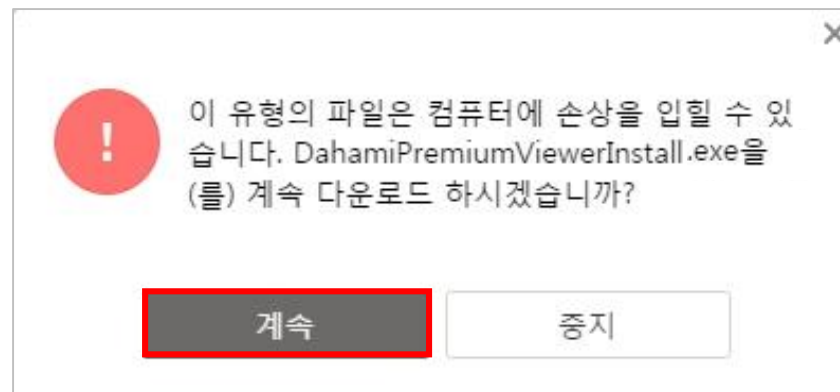 이 유형의 파일은 컴퓨터에 손상을 입힐 수 있
습니다. DahamiPremiumViewerInstall.exe을
(를) 계속 다운로드 하시겠습니까?
계속
중지